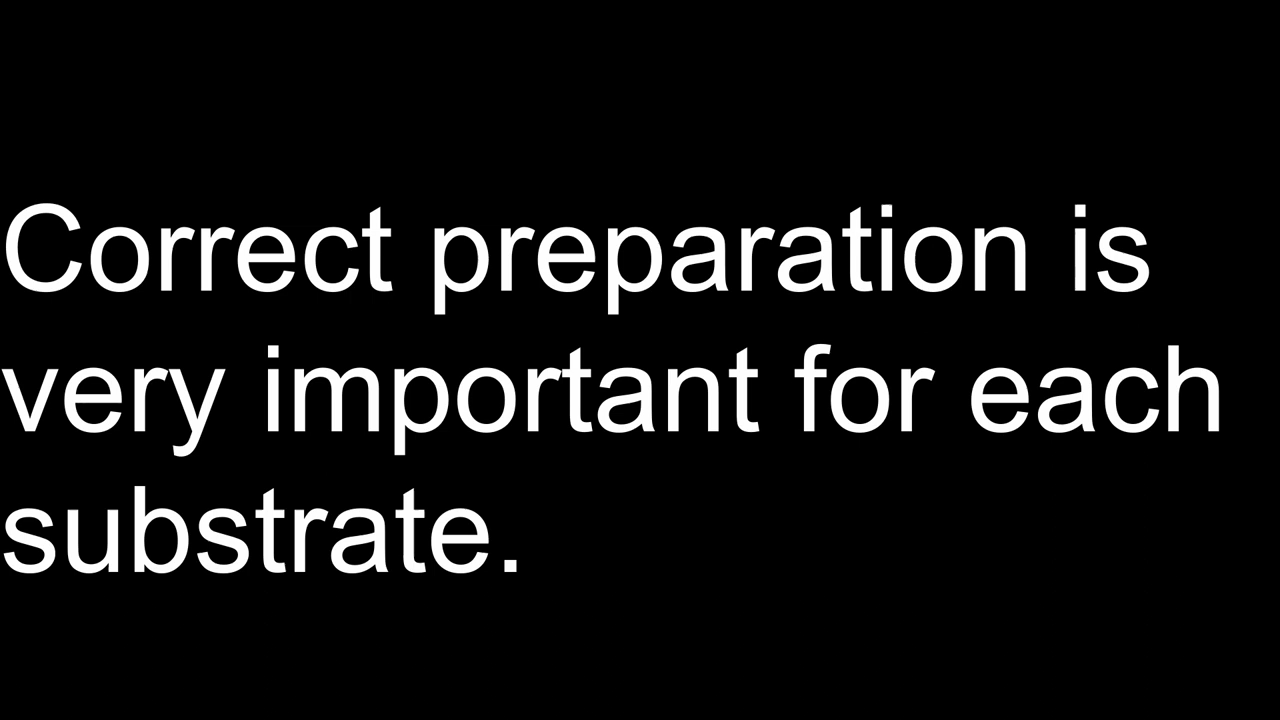 Correct preparation is
very important for each
substrate.